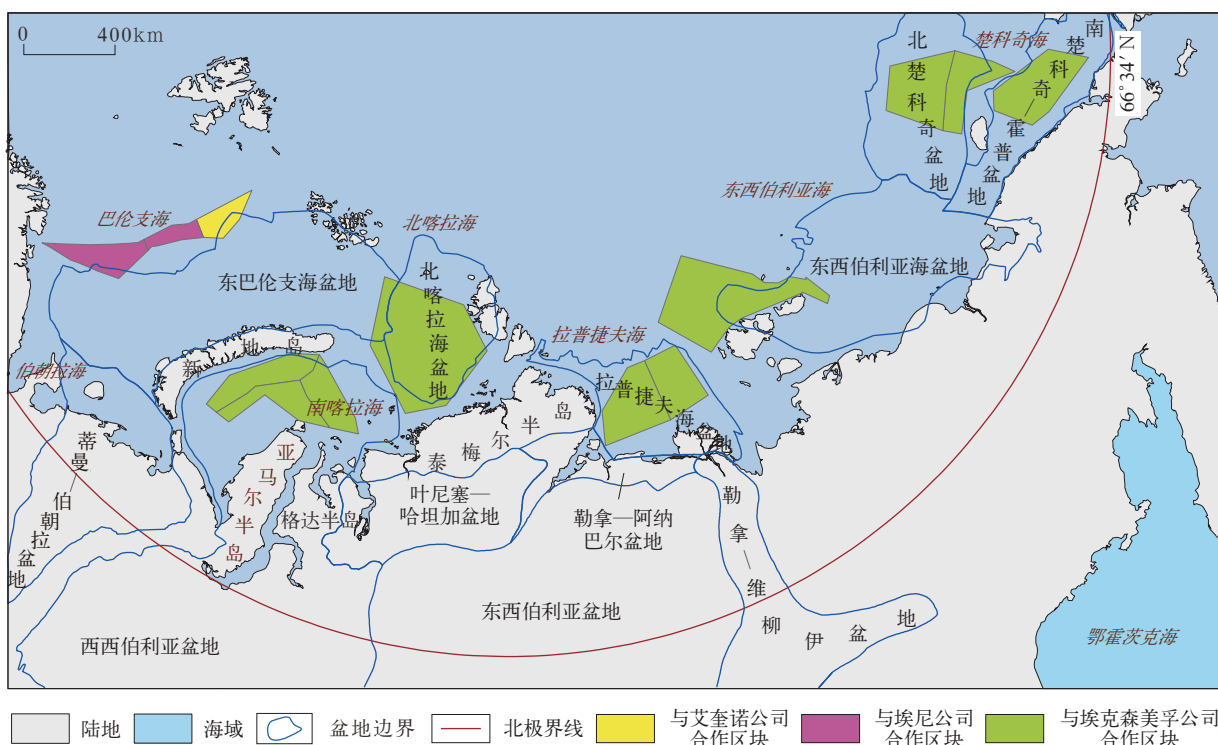 0 400km
北楚科奇盆地
楚科奇海
南楚科奇—霍普盆地
66°34′N
东西伯利亚海
巴伦支海
北喀拉海
东西伯利亚海盆地
东巴伦支海盆地
北喀拉海盆地
拉普捷夫海
新地岛
伯朝拉海
南喀拉海
拉普捷夫海盆地
泰梅尔半岛
蒂曼
伯朝拉盆地
亚马尔半岛
格达半岛
叶尼塞—
哈坦加盆地
勒拿—阿纳
巴尔盆地
勒拿—维柳伊盆地
东西伯利亚盆地
西西伯利亚盆地
鄂霍茨克海
陆地
海域
盆地边界
北极界线
与艾奎诺公司
合作区块
与埃尼公司
合作区块
与埃克森美孚公司
合作区块